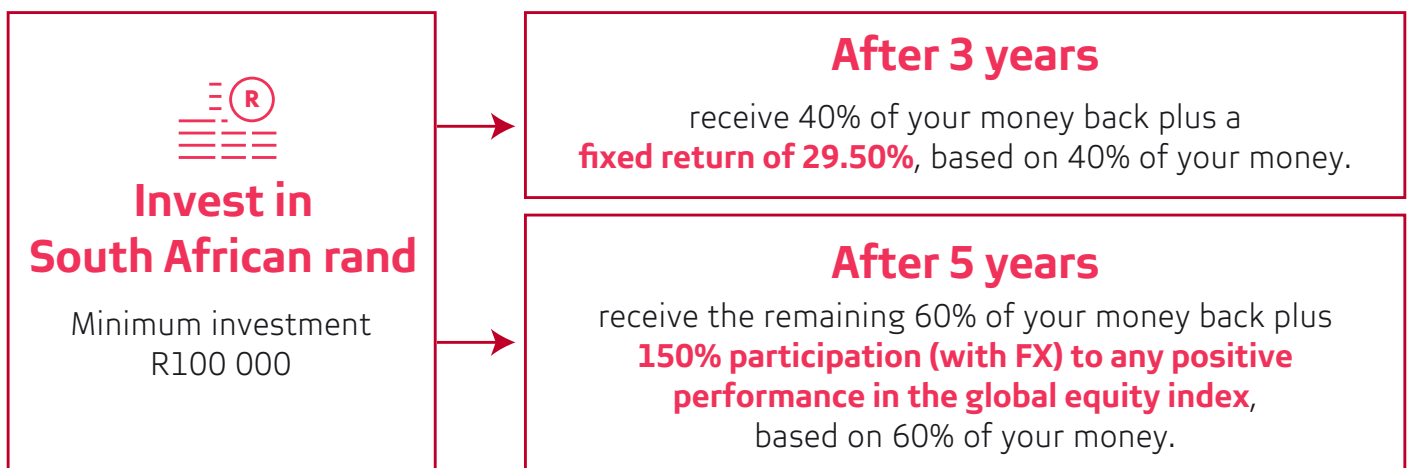 R
Invest in
South African rand
Minimum investment
R100 000
After 3 years
receive 40% of your money back plus a
fixed return of 29.50%, based on 40% of your money.
After 5 years
receive the remaining 60% of your money back plus
150% participation (with FX) to any positive
performance in the global equity index,
based on 60% of your money.